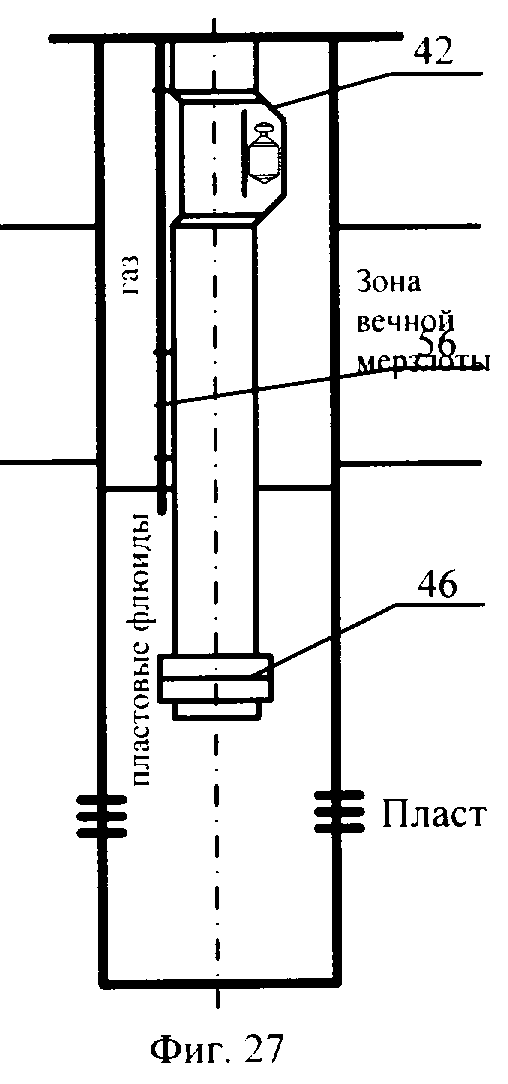 42
газ
Зона
вечной
56
мерзлоты
пластовые флюиды
46
Пласт
Фиг. 27